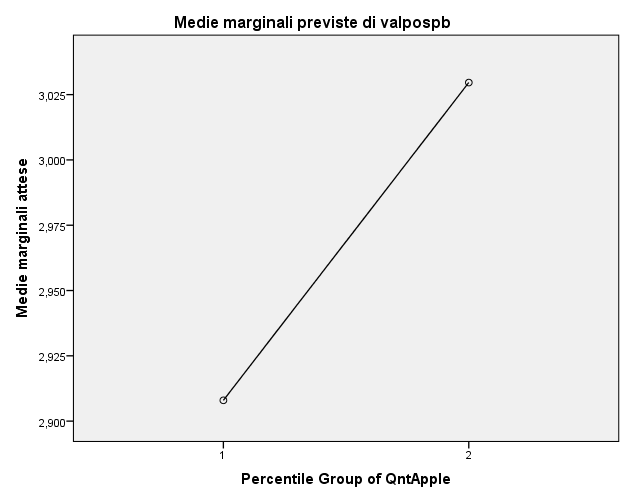 Medie marginali previste di valpospb
Medie marginali attese
3,025
3,000
2,975
2,950
2,925
2,900
1
2
Percentile Group of QntApple